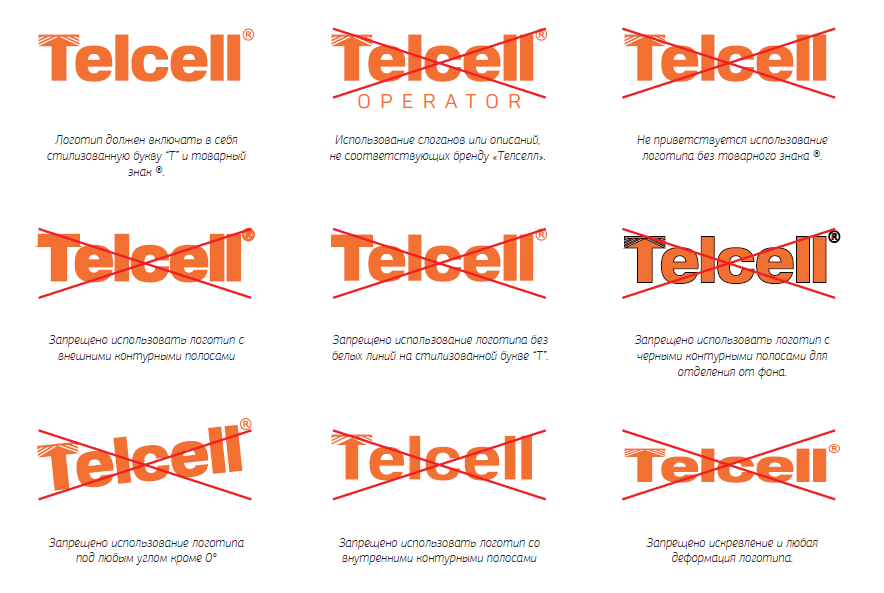 Telcell®
Telcell®
OPERATOR
Telcell
Логотип должен включать в себя
стилизованную букву "Т" и товарный
знак ®.
Использование слоганов или описаний,
не соответствующих бренду «Телселл».
Не приветствуется использование
логотипа без товарного знака ®.
Telcell®
Telcell®
Telcell®
Запрещено использовать логотип с
внешними контурными полосами
Запрещено использование логотипа без
белых линий на стилизованной букве "Т".
Запрещено использовать логотип с
черными контурными полосами для
отделения от фона.
Telcell®
Telcell
Telcell®
Запрещено использование логотипа
под любым углом кроме 0°
Запрещено использовать логотип со
внутренними контурными полосами
Запрещено искревление и любая
деформация логотипа.